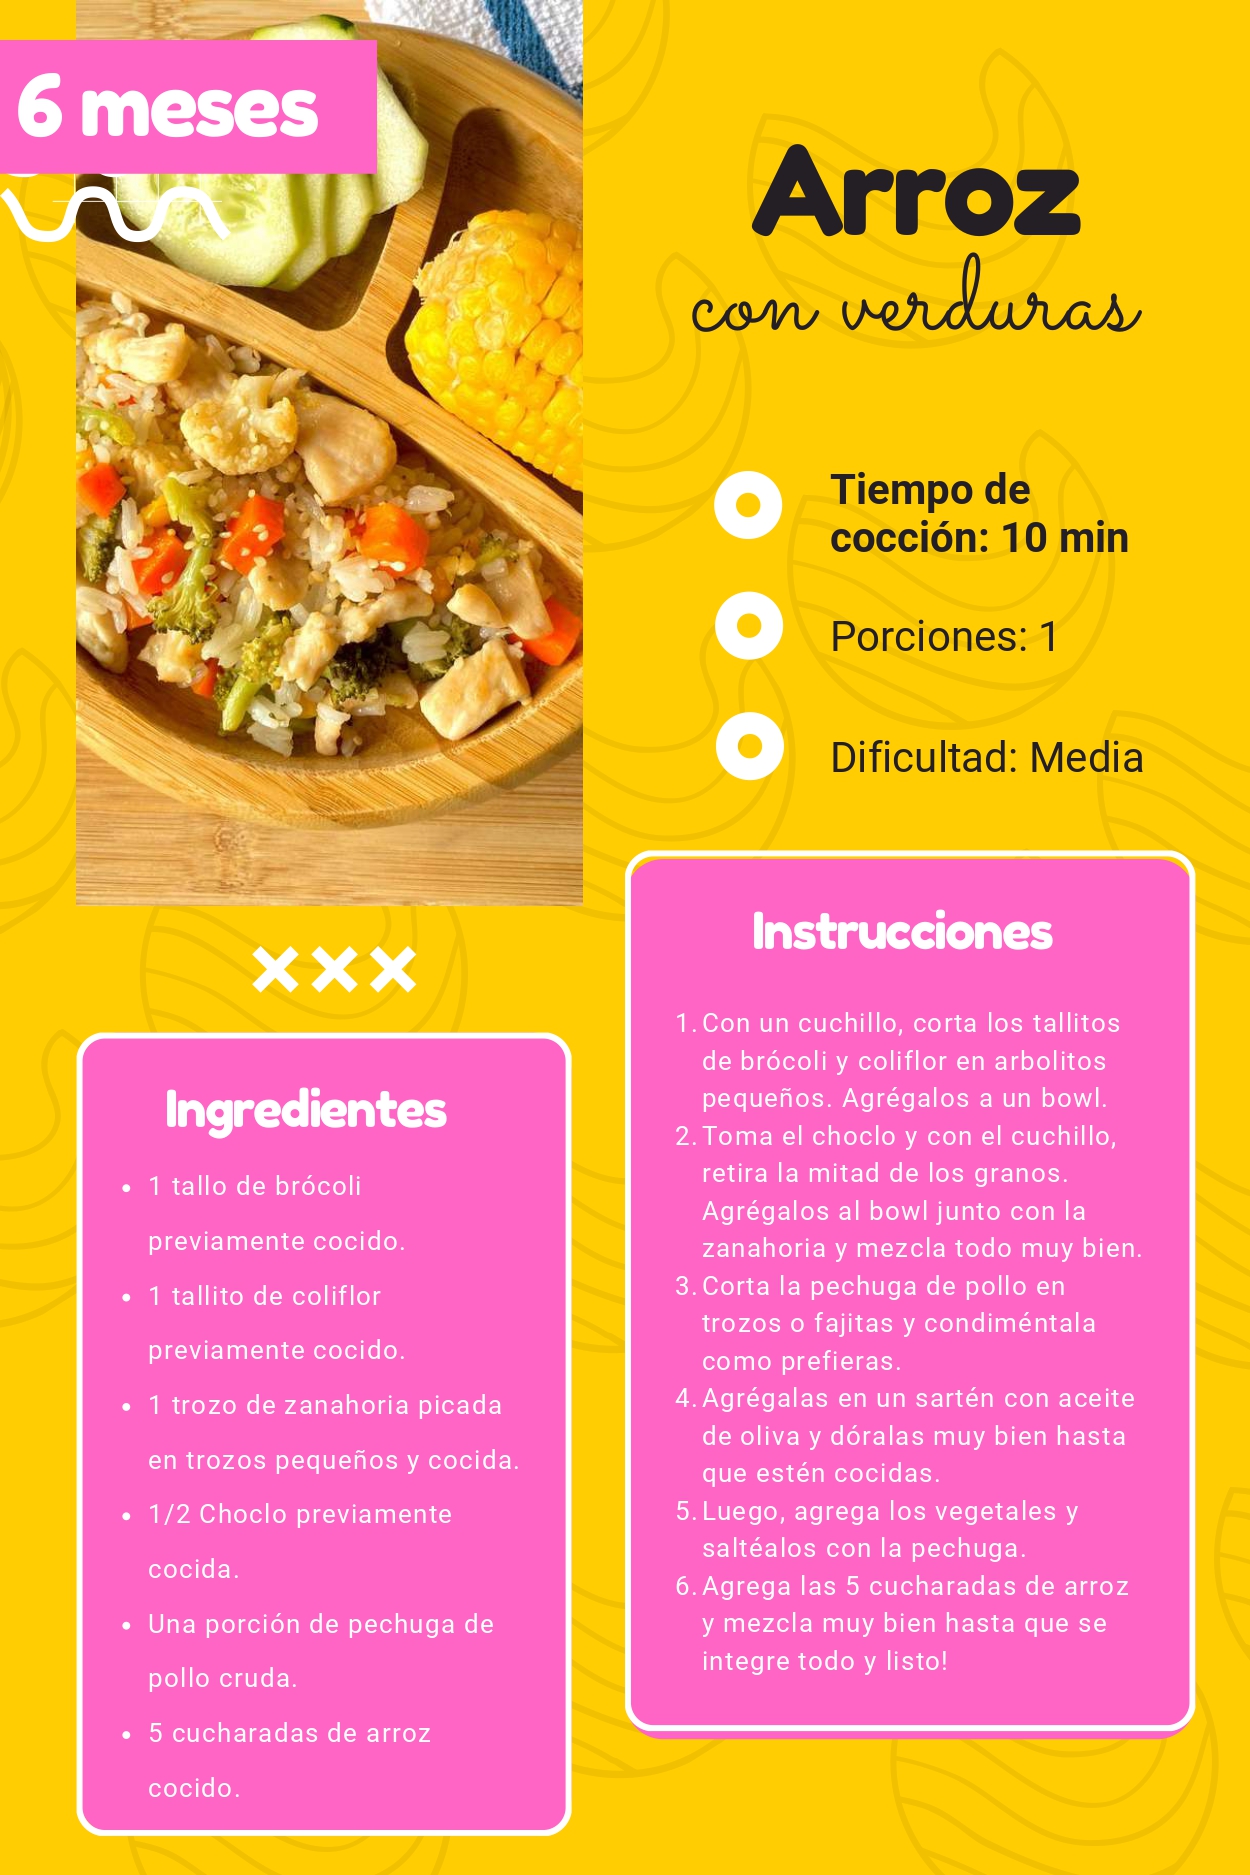 6 meses
Arroz
con verduras
Tiempo de
cocción: 10 min
Porciones: 1
Dificultad: Media
Ingredientes
• 1 tallo de brócoli
previamente cocido.
• 1 tallito de coliflor
previamente cocido.
• 1 trozo de zanahoria picada
en trozos pequeños y cocida.
• 1/2 Choclo previamente
cocida.
• Una porción de pechuga de
pollo cruda.
• 5 cucharadas de arroz
cocido.
Instrucciones
1. Con un cuchillo, corta los tallitos
de brócoli y coliflor en arbolitos
pequeños. Agrégalos a un bowl.
2. Toma el choclo y con el cuchillo,
retira la mitad de los granos.
Agrégalos al bowl junto con la
zanahoria y mezcla todo muy bien.
3. Corta la pechuga de pollo en
trozos o fajitas y condiméntala
como prefieras.
4. Agrégalas en un sartén con aceite
de oliva y dóralas muy bien hasta
que estén cocidas.
5. Luego, agrega los vegetales y
saltéalos con la pechuga.
6. Agrega las 5 cucharadas de arroz
y mezcla muy bien hasta que se
integre todo y listo!